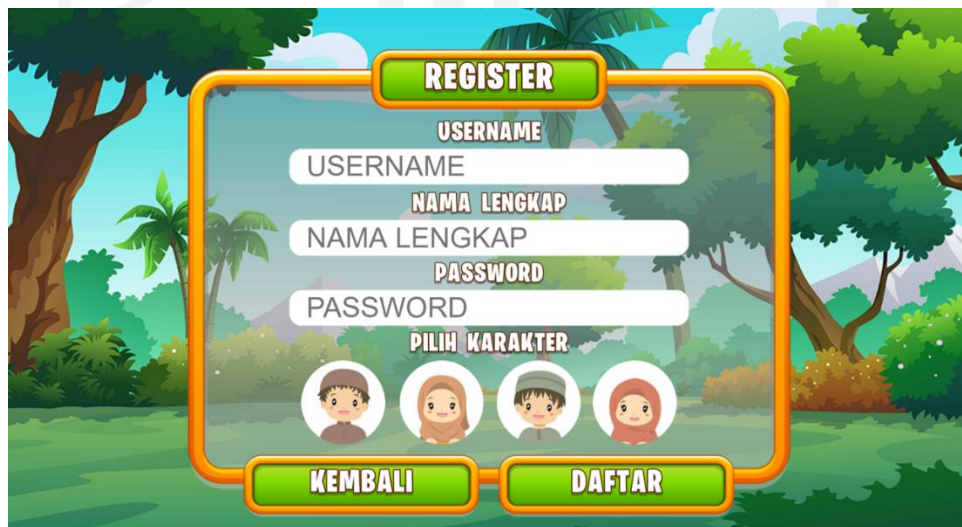 REGISTER
USERNAME
USERNAME
NAMA LENGKAP
NAMA LENGKAP
PASSWORD
PASSWORD
PILIH KARAKTER
KEMBALI DAFTAR